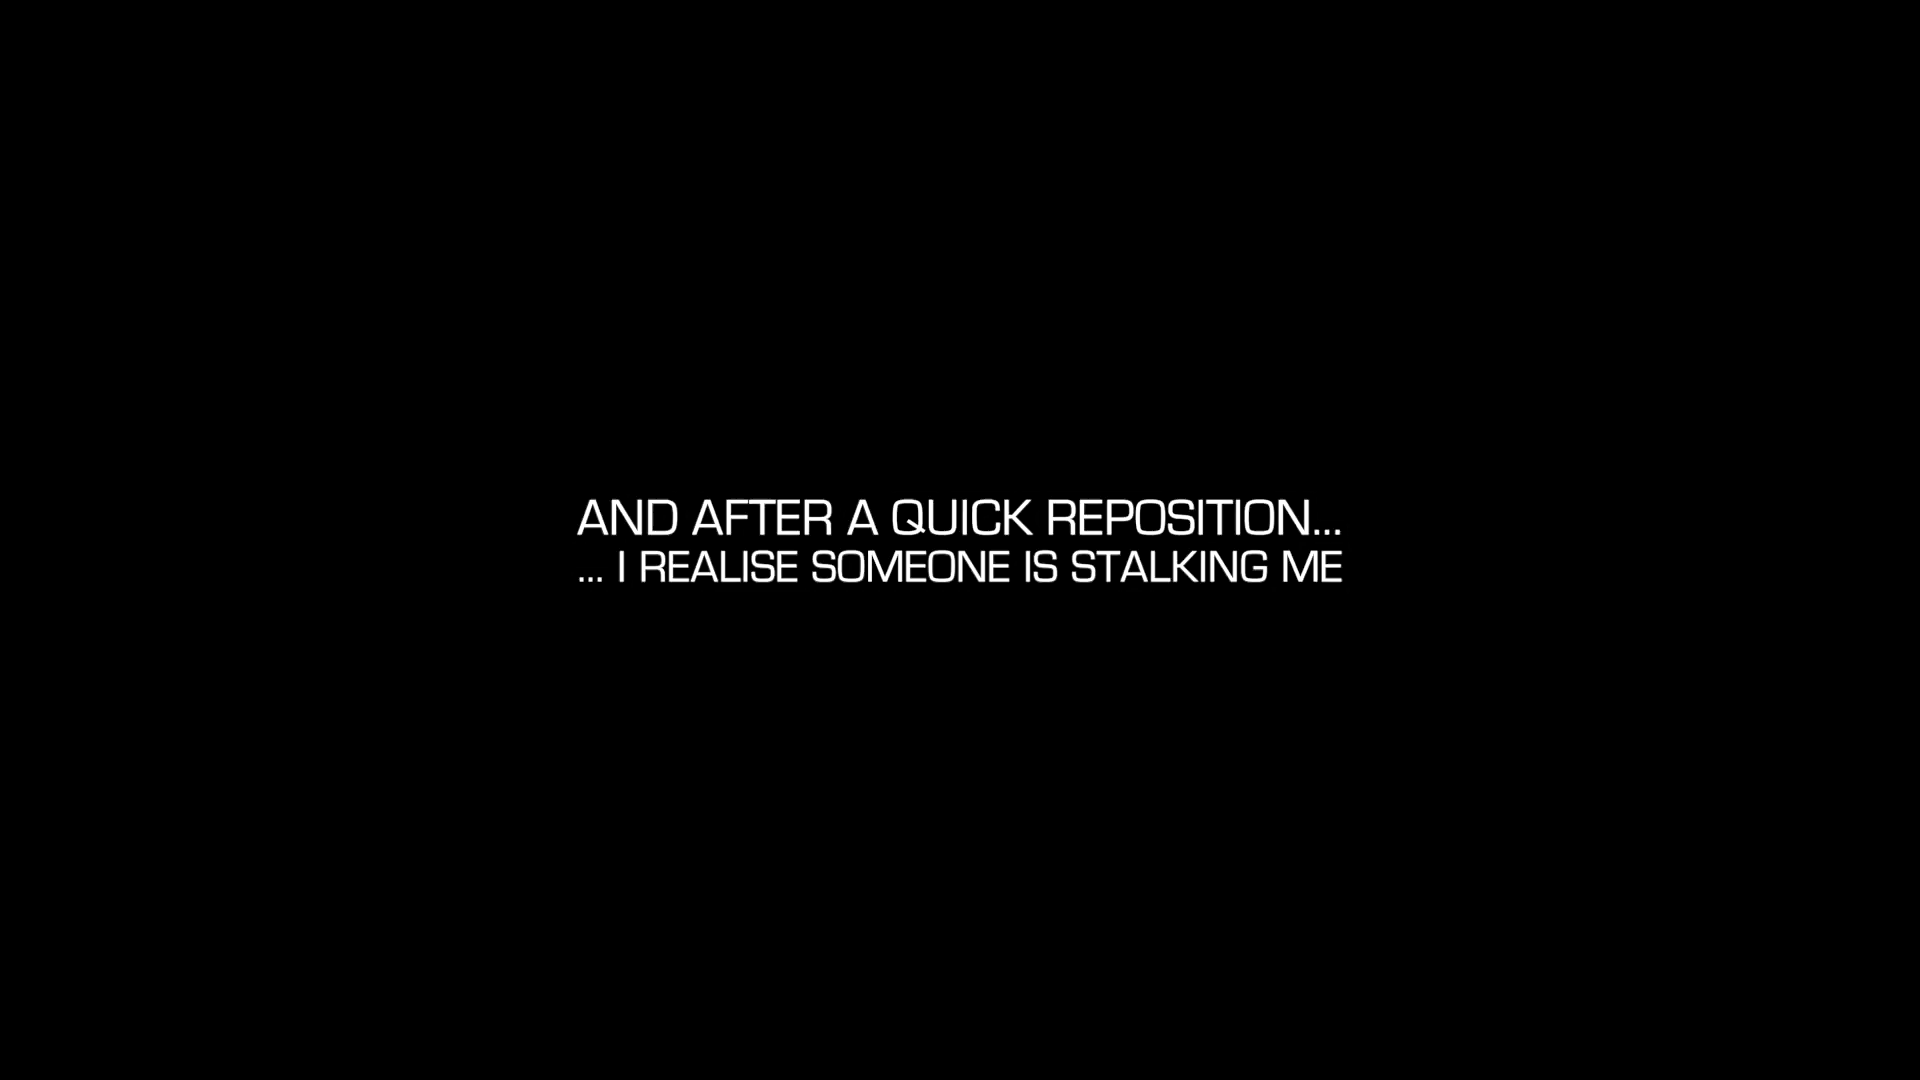 AND AFTER A QUICK REPOSITION...
... I REALISE SOMEONE IS STALKING ME